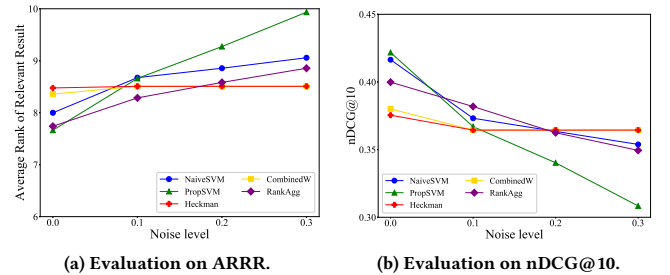 Average Rank of Relevant Result
10
9
8
7
6
NaiveSVM
PropSVM
Heckman
CombinedW
RankAgg
0.0 0.1 0.2 0.3
Noise level
(a) Evaluation on ARRR.
nDCG@10
0.45
0.40
0.35
0.30
NaiveSVM
PropSVM
Heckman
CombinedW
RankAgg
0.0 0.1 0.2 0.3
Noise level
(b) Evaluation on nDCG@10.